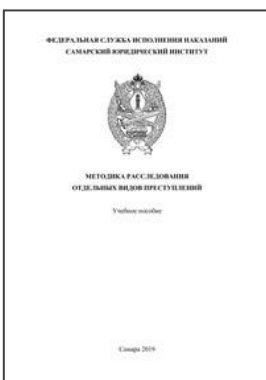 ФЕДЕРАЛЬНАЯ СЛУЖБА ИСПОЛНЕНИЯ НАКАЗАНИЙ
САМАРСКИЙ ЮРИДИЧЕСКИЙ ИНСТИТУТ
МЕТОДИКА РАССЛЕДОВАНИЯ
ОТДЕЛЬНЫХ ВИДОВ ПРЕСТУПЛЕНИЙ
Учебное пособие
Самара 2019